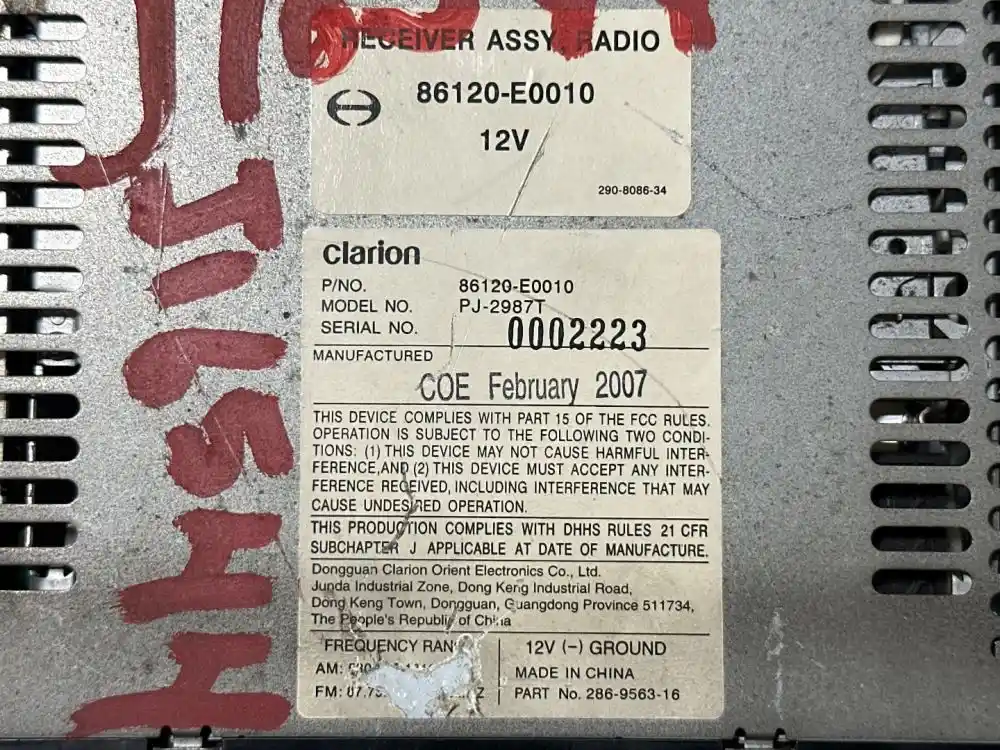 RECEIVER ASSY, RADIO
86120-E0010
12V
290-8086-34
clarion
P/NO. 86120-E0010
MODEL NO. PJ-2987T
SERIAL NO. 0002223
MANUFACTURED
COE February 2007
THIS DEVICE COMPLIES WITH PART 15 OF THE FCC RULES.
OPERATION IS SUBJECT TO THE FOLLOWING TWO CONDI-
TIONS: (1) THIS DEVICE MAY NOT CAUSE HARMFUL INTER-
FERENCE,AND (2) THIS DEVICE MUST ACCEPT ANY INTER-
FERENCE RECEIVED, INCLUDING INTERFERENCE THAT MAY
CAUSE UNDESIRED OPERATION.
THIS PRODUCTION COMPLIES WITH DHHS RULES 21 CFR
SUBCHAPTER J APPLICABLE AT DATE OF MANUFACTURE.
Dongguan Clarion Orient Electronics Co., Ltd.
Junda Industrial Zone, Dong Keng Industrial Road,
Dong Keng Town, Dongguan, Guangdong Province 511734,
The People's Republic of China
FREQUENCY
AM:
FM:
12V (–) GROUND
MADE IN CHINA
PART No. 286-9563-16